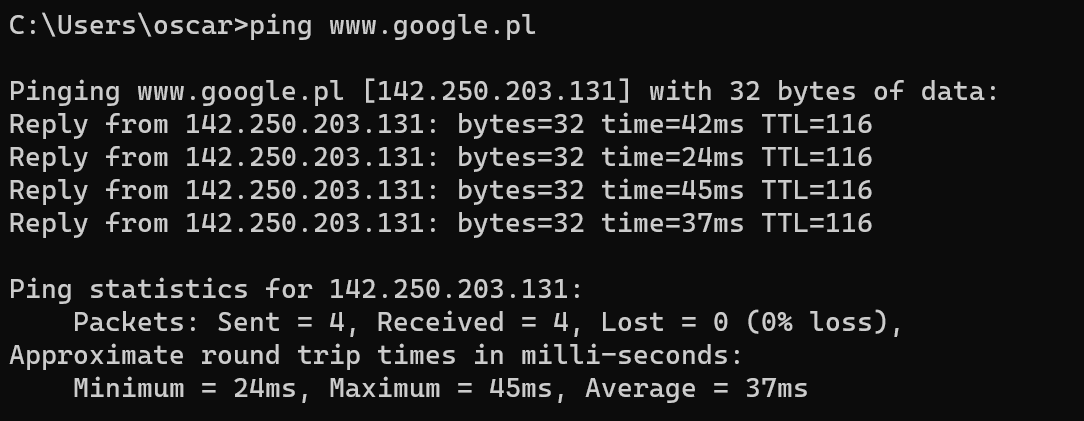 C:\Users\oscar>ping www.google.pl
Pinging www.google.pl [142.250.203.131] with 32 bytes of data:
Reply from 142.250.203.131: bytes=32 time=42ms TTL=116
Reply from 142.250.203.131: bytes=32 time=24ms TTL=116
Reply from 142.250.203.131: bytes=32 time=45ms TTL=116
Reply from 142.250.203.131: bytes=32 time=37ms TTL=116
Ping statistics for 142.250.203.131:
    Packets: Sent = 4, Received = 4, Lost = 0 (0% loss),
Approximate round trip times in milli-seconds:
    Minimum = 24ms, Maximum = 45ms, Average = 37ms